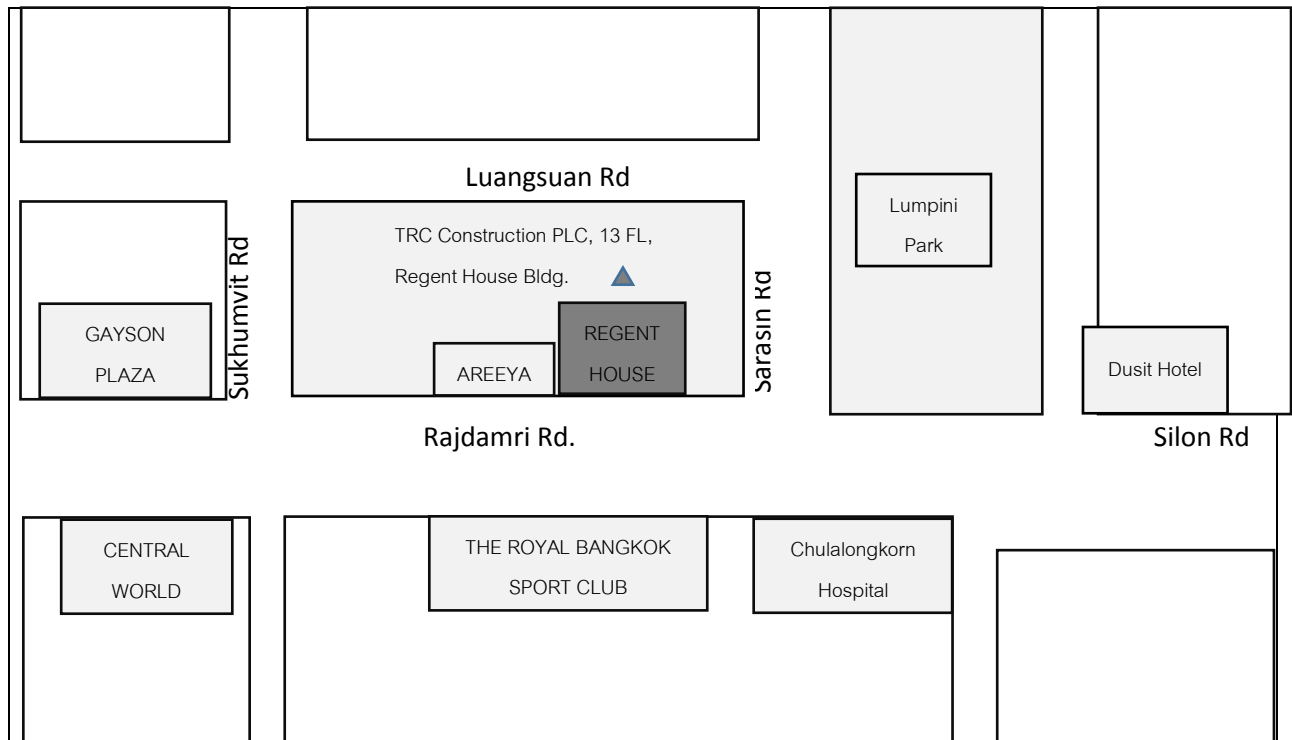 Luangsuan Rd
TRC Construction PLC, 13 FL,
Regent House Bldg.
Lumpini
Park
Sukhumvit Rd
Sarasin Rd
GAYSON
PLAZA
AREEYA
REGENT
HOUSE
Dusit Hotel
Rajdamri Rd.
Silon Rd
CENTRAL
WORLD
THE ROYAL BANGKOK
SPORT CLUB
Chulalongkorn
Hospital